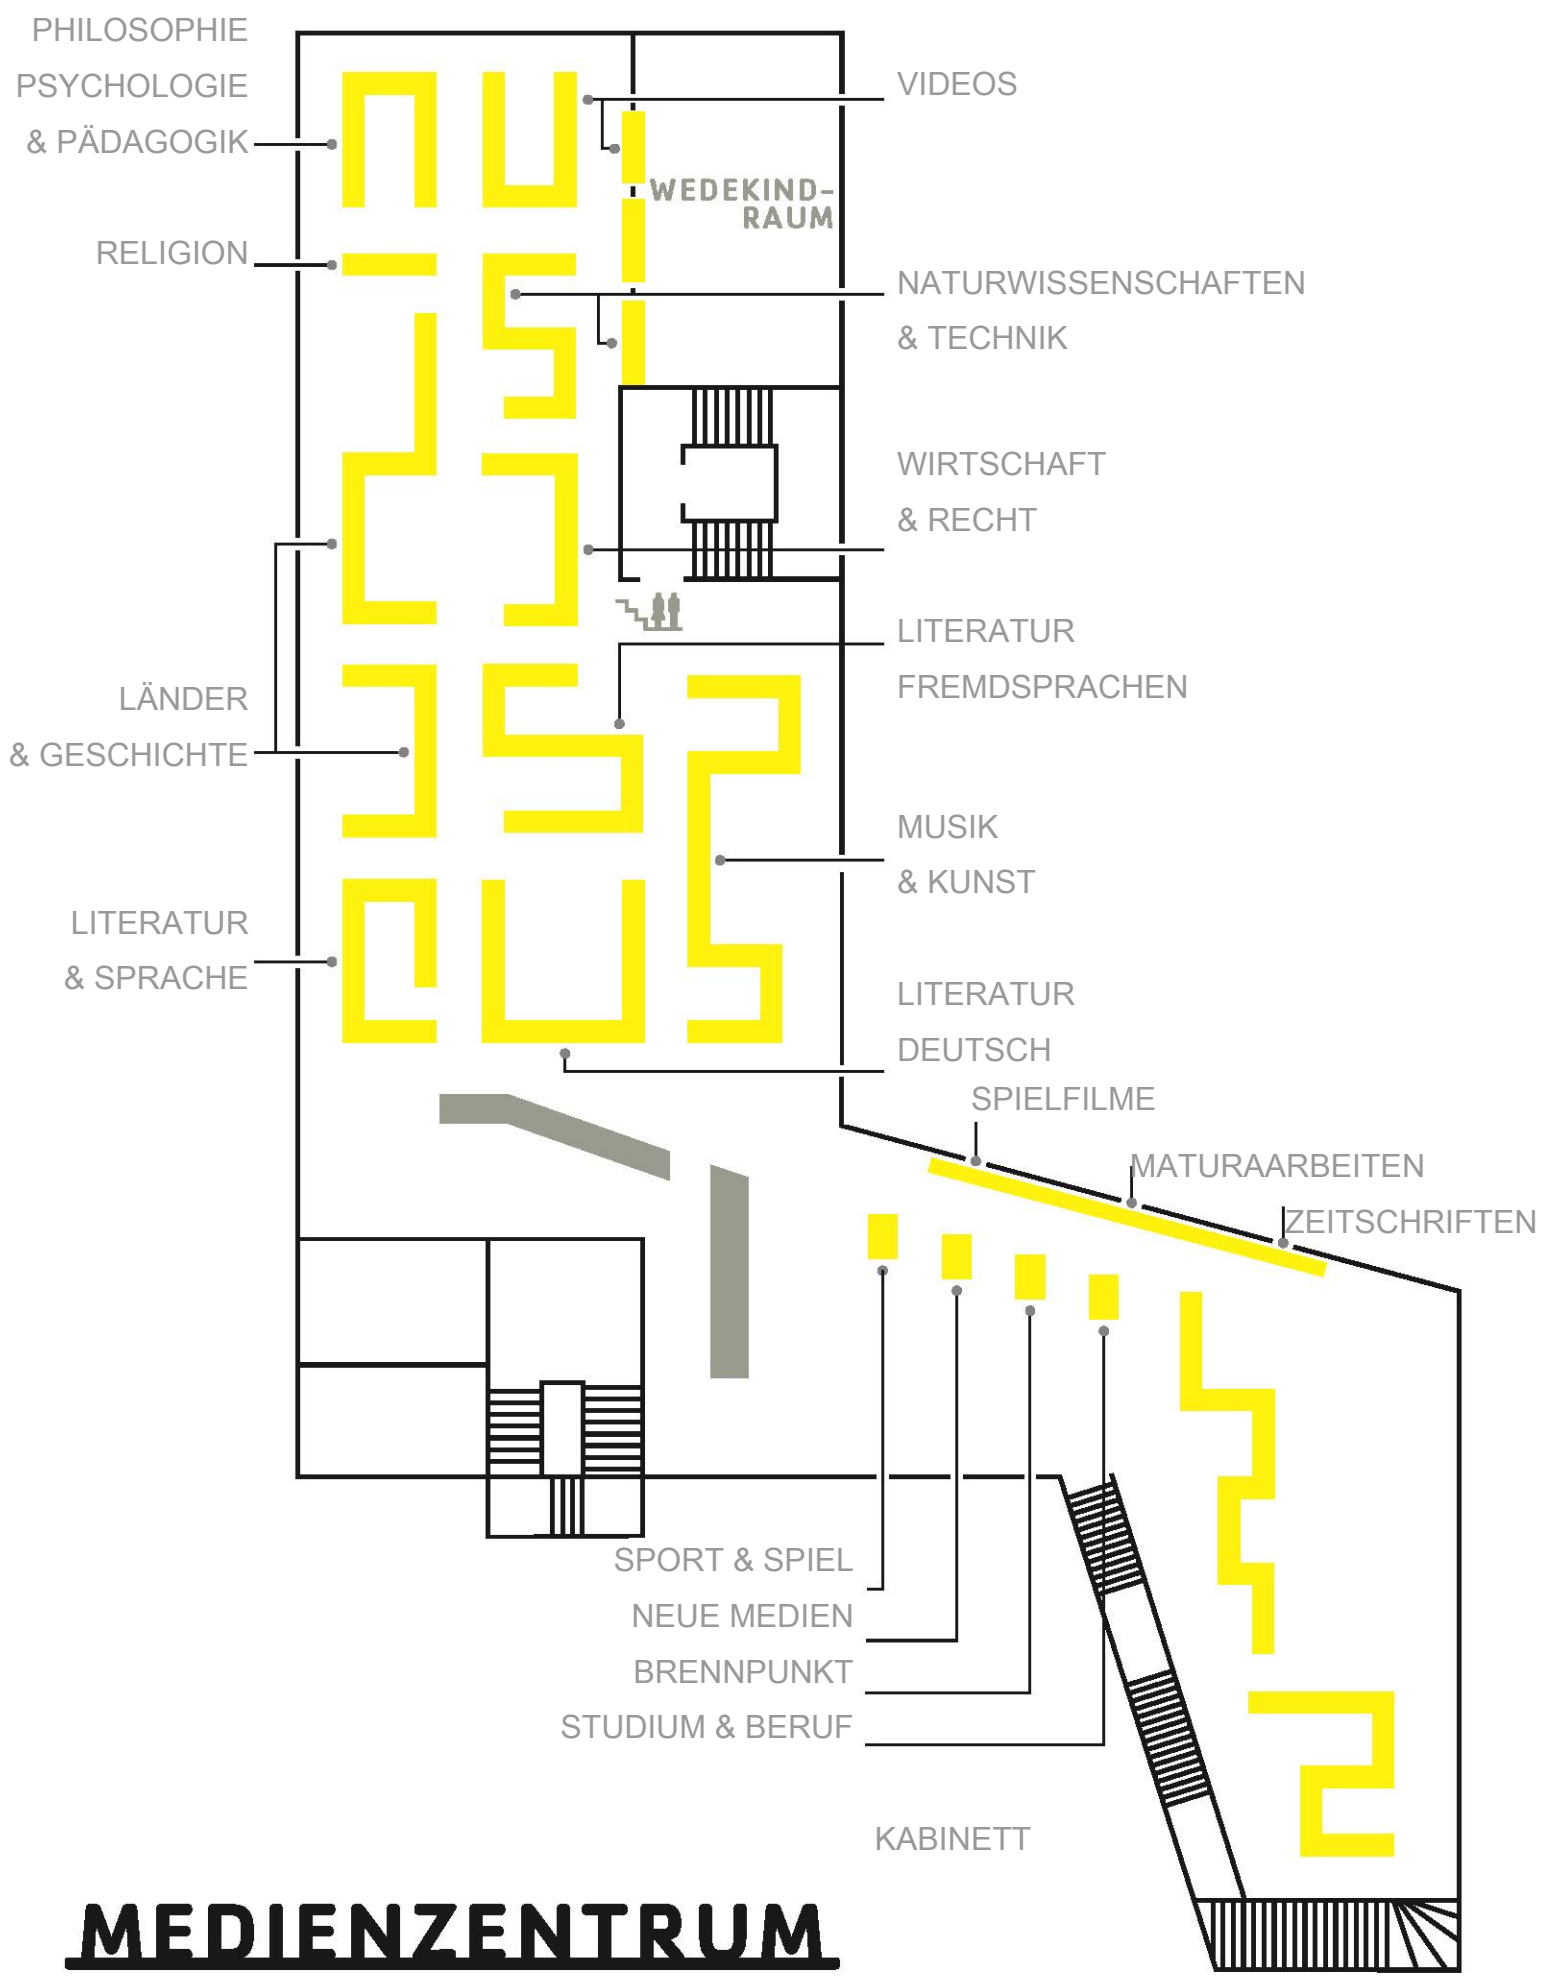 PHILOSOPHIE
PSYCHOLOGIE
& PÄDAGOGIK
VIDEOS
WEDEKIND-
RAUM
RELIGION
NATURWISSENSCHAFTEN
& TECHNIK
WIRTSCHAFT
& RECHT
LITERATUR
FREMDSPRACHEN
LÄNDER
& GESCHICHTE
MUSIK
& KUNST
LITERATUR
& SPRACHE
LITERATUR
DEUTSCH
SPIELFILME
MATURAARBEITEN
ZEITSCHRIFTEN
SPORT & SPIEL
NEUE MEDIEN
BRENNPUNKT
STUDIUM & BERUF
KABINETT
MEDIENZENTRUM